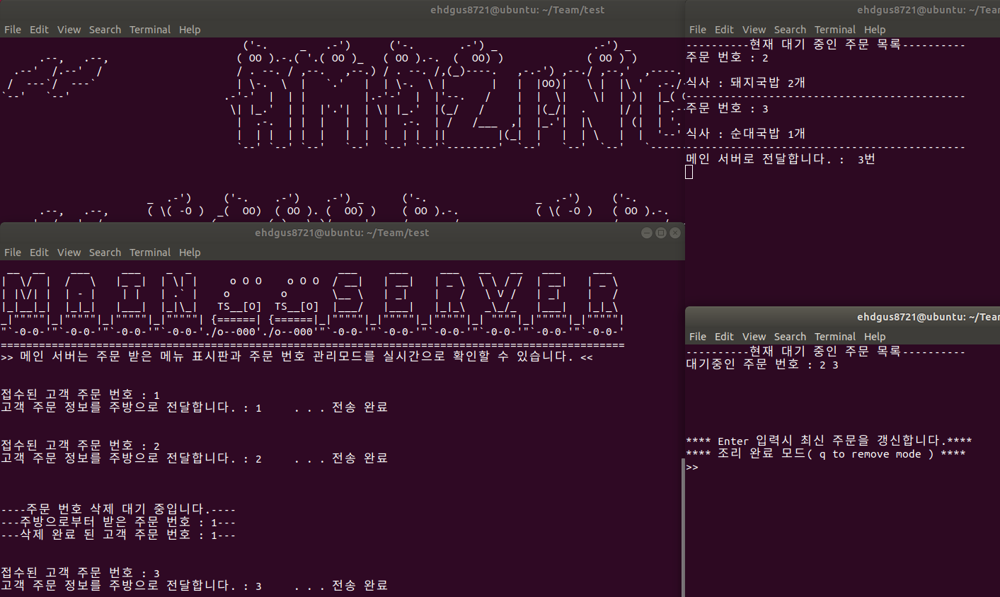 ehdgus8721@ubuntu: ~/Team/test
File Edit View Search Terminal Help
ehdgus8721@ubuntu: ~/Team
File Edit View Search Terminal Help
----------현재 대기 중인 주문 목록----------
주문 번호 : 2
식사 : 돼지국밥 2개
--------------------------------------------
주문 번호 : 3
식사 : 순대국밥 1개
--------------------------------------------
메인 서버로 전달합니다. :  3번
ehdgus8721@ubuntu: ~/Team/test
File Edit View Search Terminal Help
MAIN SERVER
>> 메인 서버는 주문 받은 메뉴 표시판과 주문 번호 관리모드를 실시간으로 확인할 수 있습니다. <<
접수된 고객 주문 번호 : 1
고객 주문 정보를 주방으로 전달합니다. : 1     . . . 전송 완료
접수된 고객 주문 번호 : 2
고객 주문 정보를 주방으로 전달합니다. : 2     . . . 전송 완료
----주문 번호 삭제 대기 중입니다.----
---주방으로부터 받은 주문 번호 : 1---
---삭제 완료 된 고객 주문 번호 : 1---
접수된 고객 주문 번호 : 3
고객 주문 정보를 주방으로 전달합니다. : 3     . . . 전송 완료
ehdgus8721@ubuntu: ~/Team
File Edit View Search Terminal Help
----------현재 대기 중인 주문 목록----------
대기중인 주문 번호 : 2 3
**** Enter 입력시 최신 주문을 갱신합니다.****
**** 조리 완료 모드( q to remove mode ) ****
>>